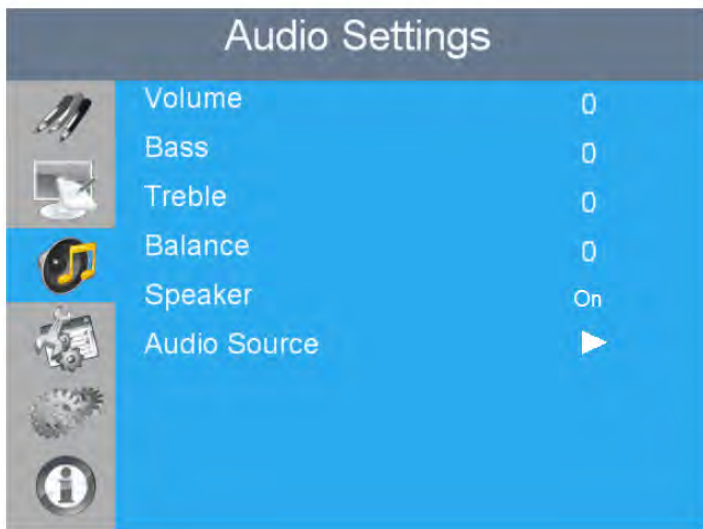 Audio Settings
Volume 0
Bass 0
Treble 0
Balance 0
Speaker On
Audio Source